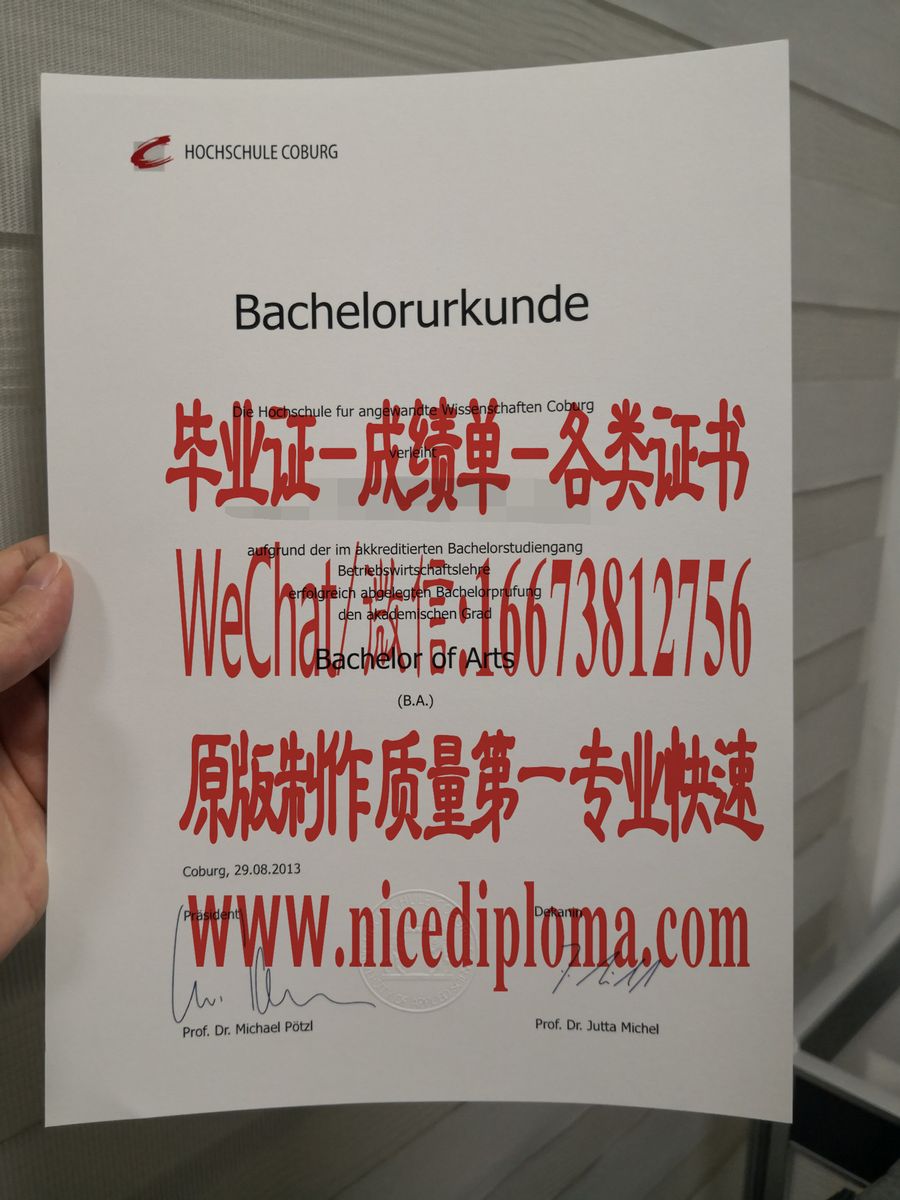 HOCHSCHULE COBURG
Bachelorurkunde
Die Hochschule fur angewandte Wissenschaften Coburg
毕业证一成绩单一各类证书
verleiht
aufgrund der im akkreditierten Bachelorstudiengang
Betriebswirtschaftslehre
erfolgreich abgelegten Bachelorprüfung
den akademischen Grad
WeChat/微信:16673812756
Bachelor of Arts
(B.A.)
原版制作质量第一专业快速
Coburg, 29.08.2013
Präsident
Dekanin
www.nicediploma.com
Prof. Dr. Michael Pötzl
Prof. Dr. Jutta Michel